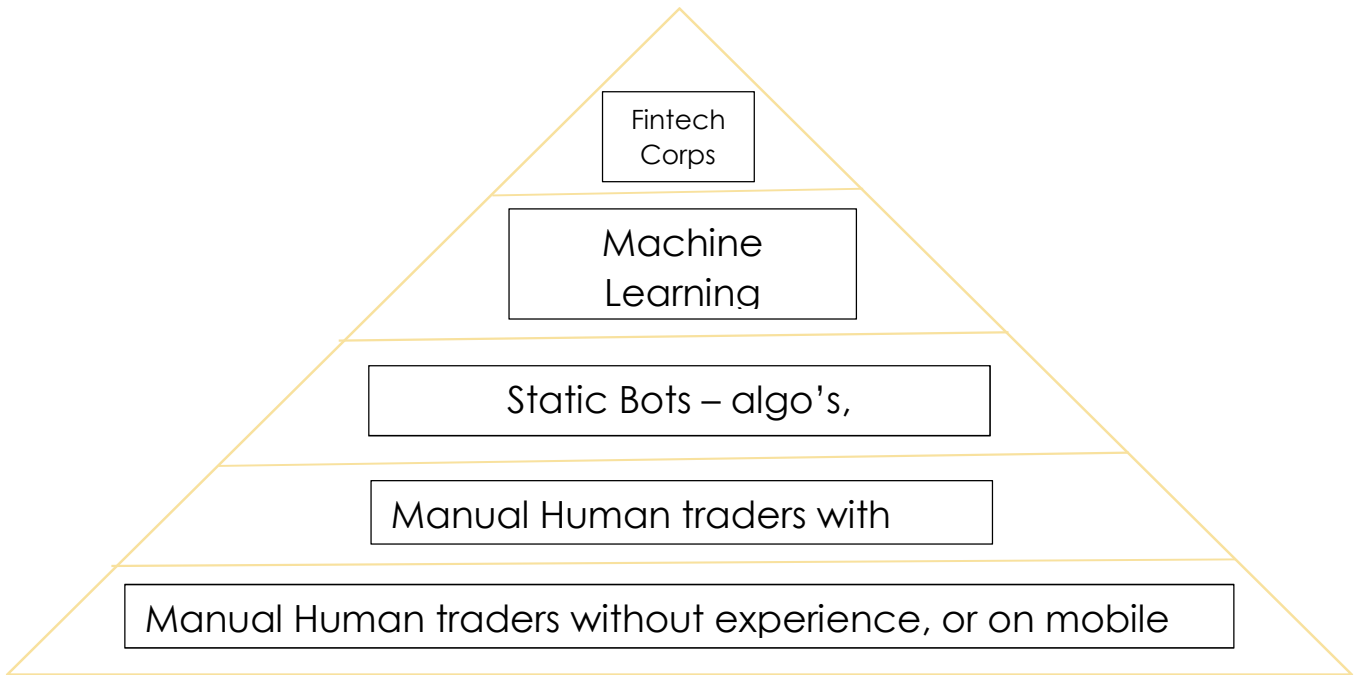 Fintech
Corps
Machine
Learning
Static Bots – algo’s,
Manual Human traders with
Manual Human traders without experience, or on mobile